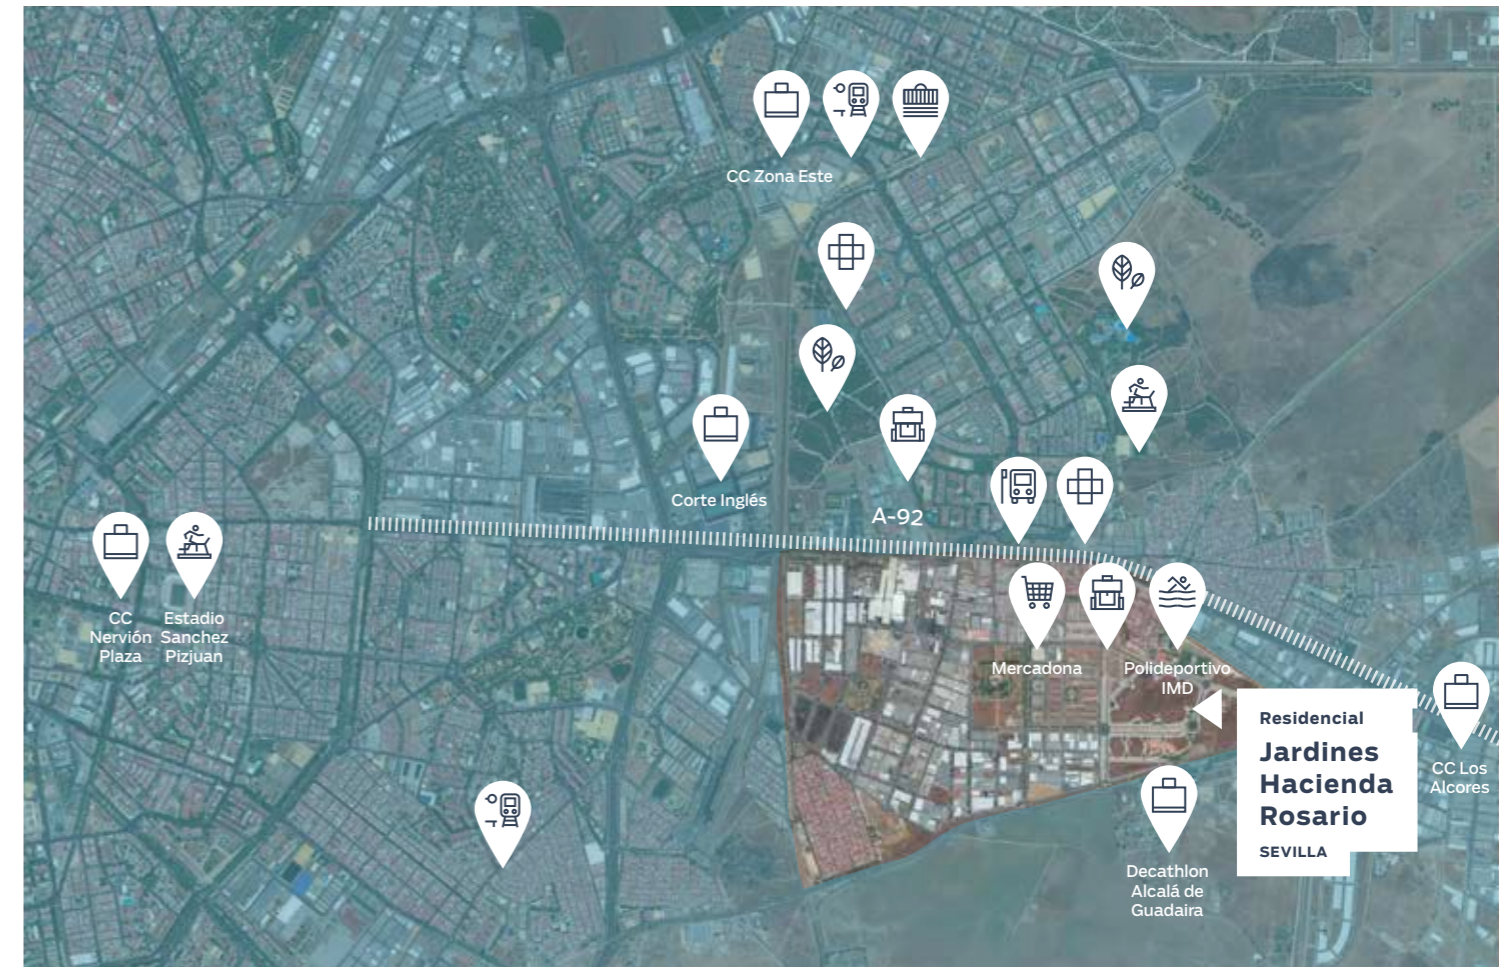 CC Zona Este
Corte Inglés
A-92
CC
Nervión
Plaza
Estadio
Sanchez
Pizjuan
Mercadona
Polideportivo
IMD
Residencial
Jardines
Hacienda
Rosario
SEVILLA
CC Los
Alcores
Decathlon
Alcalá de
Guadaira